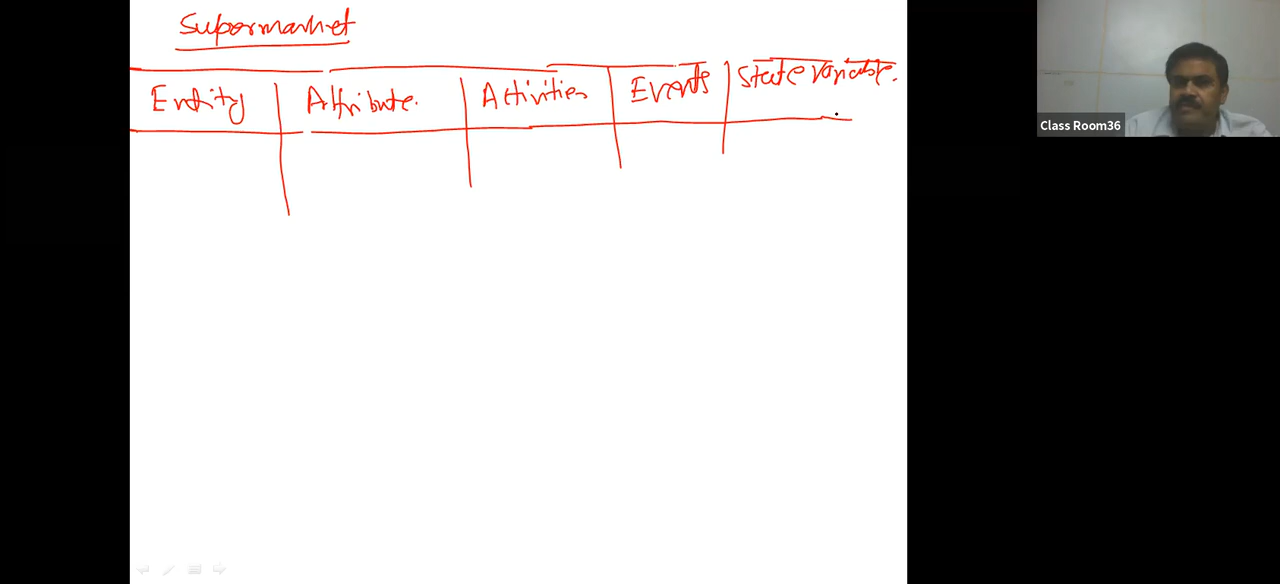 Supermarket
Entity Attribute. Activities Events State variable.
Class Room36